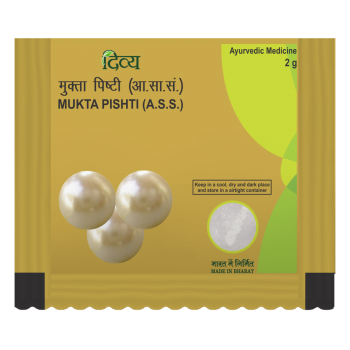 दिव्य
Ayurvedic Medicine
2 g
मुक्ता पिष्टी (आ.सा.सं.)
MUKTA PISHTI (A.S.S.)
Keep in a cool, dry and dark place
and store in a airtight container
भारत में निर्मित
MADE IN BHARAT